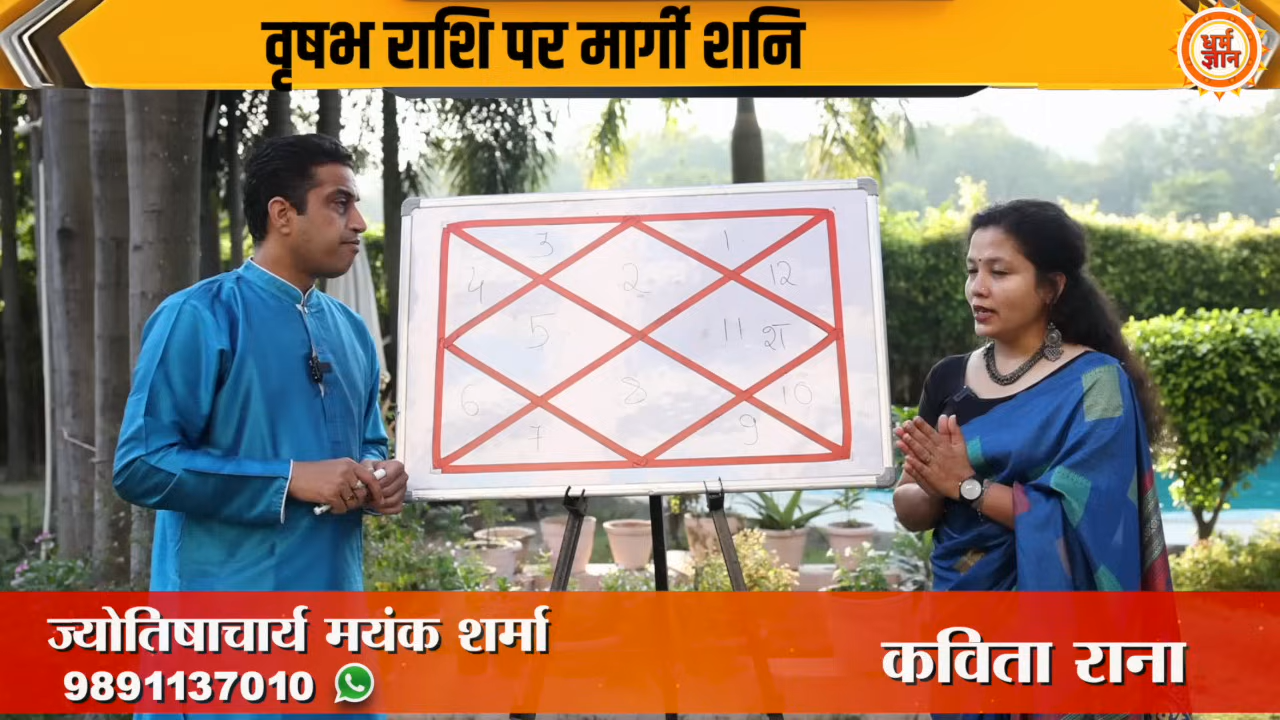 वृषभ राशि पर मार्गी शनि
धर्म
ज्ञान
3
1
4
2
12
5
11 श
6
8
10
7
9
ज्योतिषाचार्य मयंक शर्मा
9891137010
कविता राना